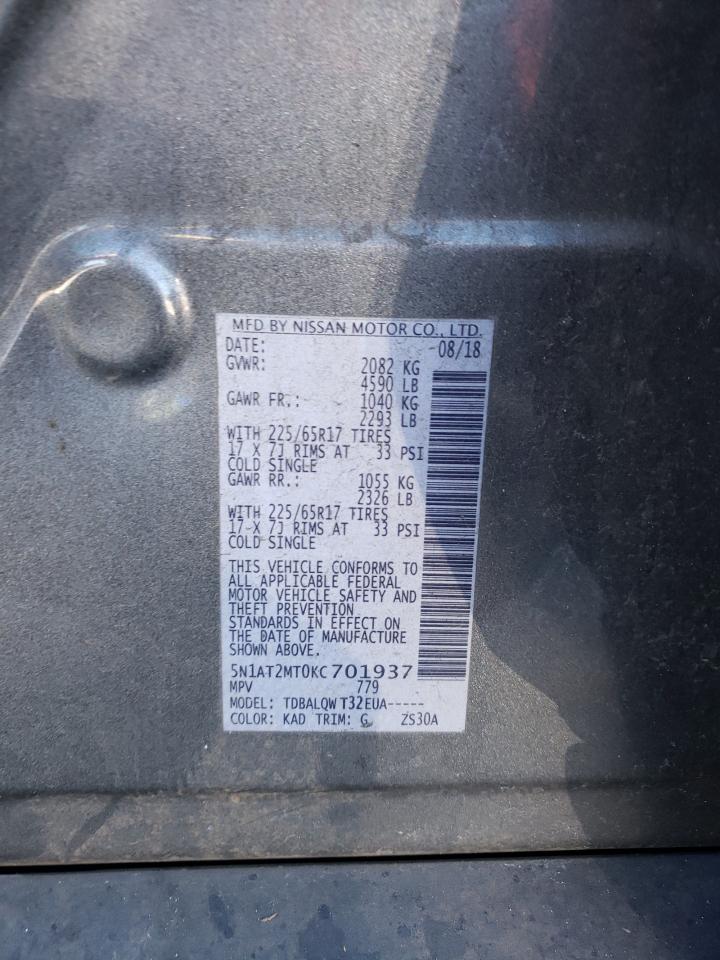 MFD BY NISSAN MOTOR CO., LTD.
DATE: 08/18
GVWR: 2082 KG
4590 LB
GAWR FR.: 1040 KG
2293 LB
WITH 225/65R17 TIRES
17 X 7J RIMS AT 33 PSI
COLD SINGLE
GAWR RR.: 1055 KG
2326 LB
WITH 225/65R17 TIRES
17 X 7J RIMS AT 33 PSI
COLD SINGLE
THIS VEHICLE CONFORMS TO
ALL APPLICABLE FEDERAL
MOTOR VEHICLE SAFETY AND
THEFT PREVENTION
STANDARDS IN EFFECT ON
THE DATE OF MANUFACTURE
SHOWN ABOVE.
5N1AT2MT0KC701937
MPV 779
MODEL: TDBALQW T32EUA-----
COLOR: KAD TRIM: G ZS30A